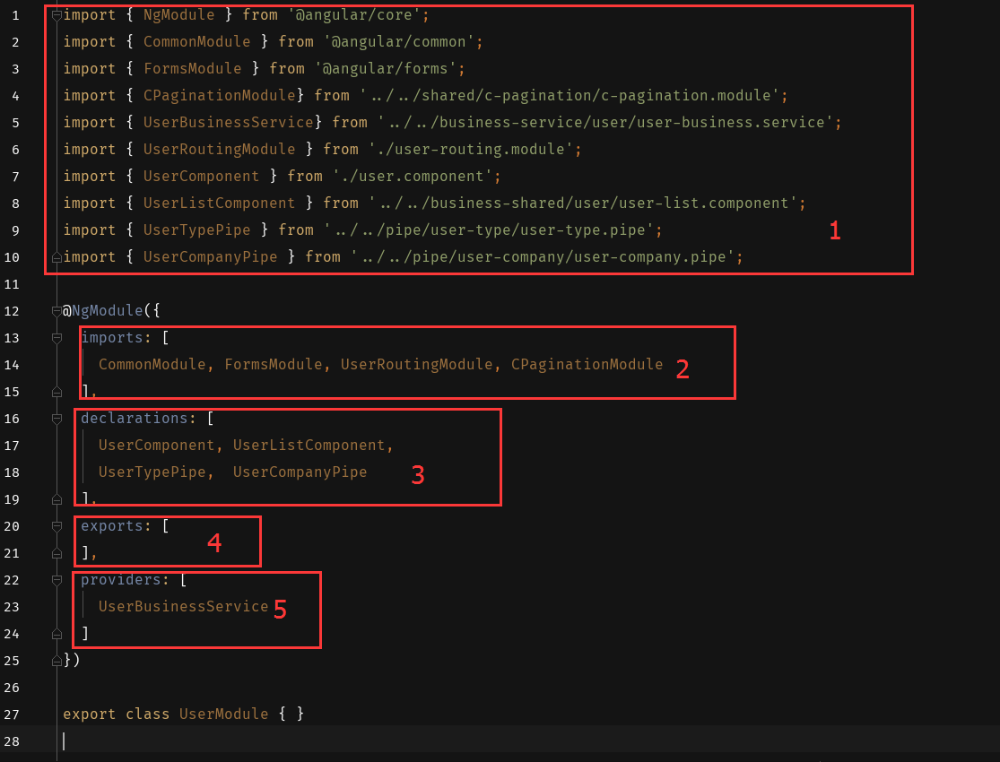 1 import { NgModule } from '@angular/core';
2 import { CommonModule } from '@angular/common';
3 import { FormsModule } from '@angular/forms';
4 import { CPaginationModule} from '../../shared/c-pagination/c-pagination.module';
5 import { UserBusinessService} from '../../business-service/user/user-business.service';
6 import { UserRoutingModule } from './user-routing.module';
7 import { UserComponent } from './user.component';
8 import { UserListComponent } from '../../business-shared/user/user-list.component';
9 import { UserTypePipe } from '../../pipe/user-type/user-type.pipe'; 1
10 import { UserCompanyPipe } from '../../pipe/user-company/user-company.pipe';
11
12 @NgModule({
13 imports: [
14 CommonModule, FormsModule, UserRoutingModule, CPaginationModule 2
15 ],
16 declarations: [
17 UserComponent, UserListComponent,
18 UserTypePipe,  UserCompanyPipe 3
19 ],
20 exports: [ 4
21 ],
22 providers: [
23 UserBusinessService 5
24 ]
25 })
26
27 export class UserModule { }
28